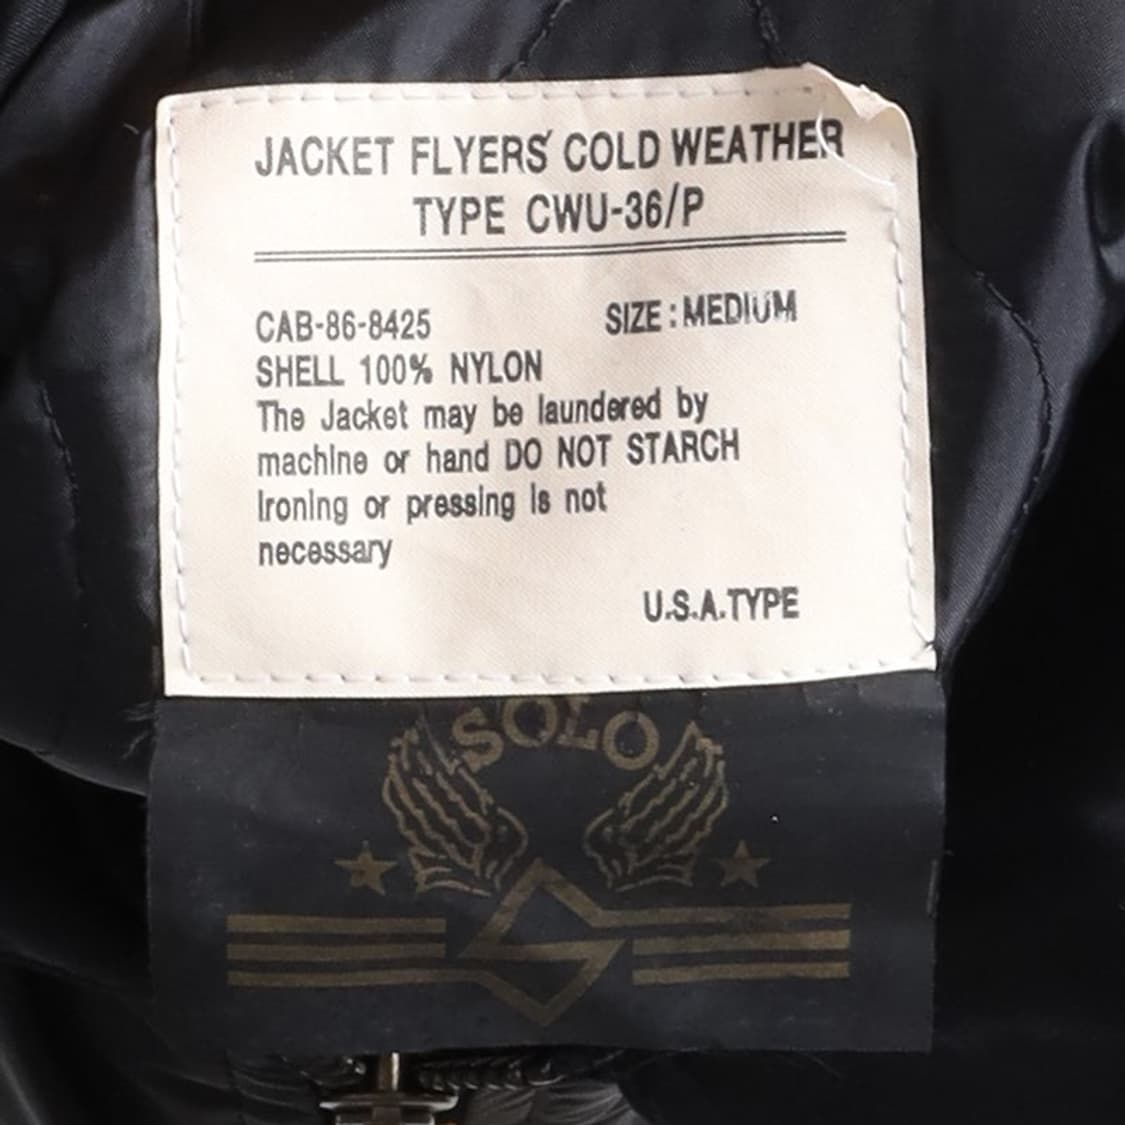 JACKET FLYERS' COLD WEATHER
TYPE CWU-36/P
CAB-86-8425 SIZE : MEDIUM
SHELL 100% NYLON
The Jacket may be laundered by
machine or hand DO NOT STARCH
Ironing or pressing is not
necessary
U.S.A.TYPE
SOLO